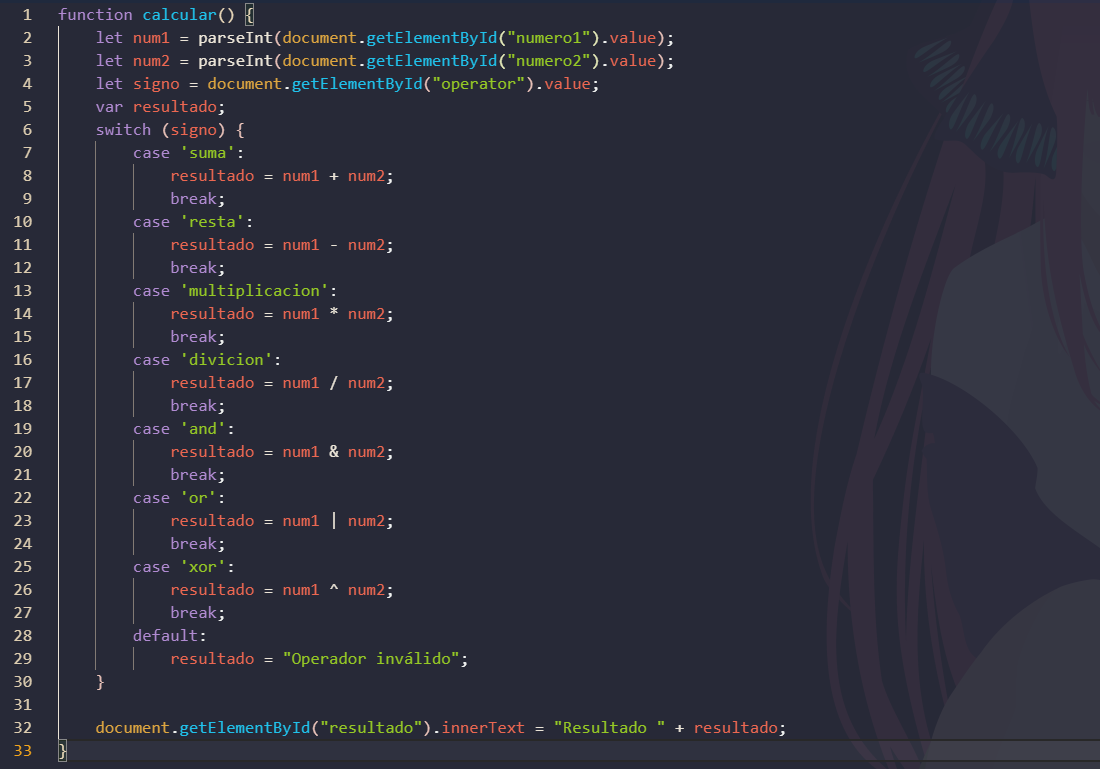 1 function calcular() {
2 let num1 = parseInt(document.getElementById("numero1").value);
3 let num2 = parseInt(document.getElementById("numero2").value);
4 let signo = document.getElementById("operator").value;
5 var resultado;
6 switch (signo) {
7 case 'suma':
8 resultado = num1 + num2;
9 break;
10 case 'resta':
11 resultado = num1 - num2;
12 break;
13 case 'multiplicacion':
14 resultado = num1 * num2;
15 break;
16 case 'divicion':
17 resultado = num1 / num2;
18 break;
19 case 'and':
20 resultado = num1 & num2;
21 break;
22 case 'or':
23 resultado = num1 | num2;
24 break;
25 case 'xor':
26 resultado = num1 ^ num2;
27 break;
28 default:
29 resultado = "Operador inválido";
30 }
31
32 document.getElementById("resultado").innerText = "Resultado " + resultado;
33 }